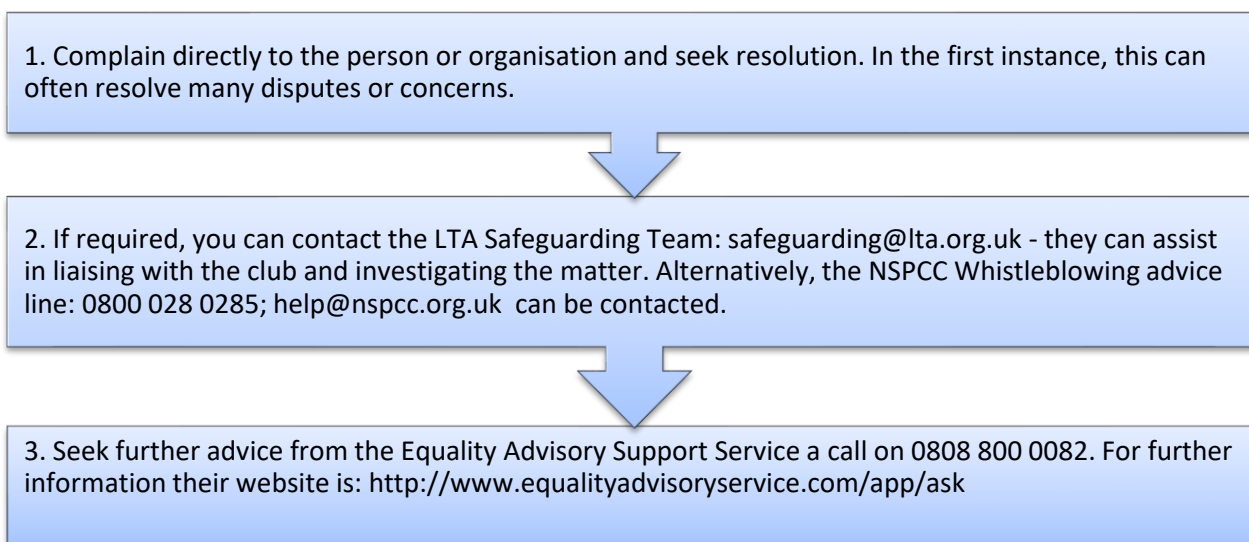 1. Complain directly to the person or organisation and seek resolution. In the first instance, this can
often resolve many disputes or concerns.
2. If required, you can contact the LTA Safeguarding Team: safeguarding@lta.org.uk - they can assist
in liaising with the club and investigating the matter. Alternatively, the NSPCC Whistleblowing advice
line: 0800 028 0285; help@nspcc.org.uk can be contacted.
3. Seek further advice from the Equality Advisory Support Service a call on 0808 800 0082. For further
information their website is: http://www.equalityadvisoryservice.com/app/ask